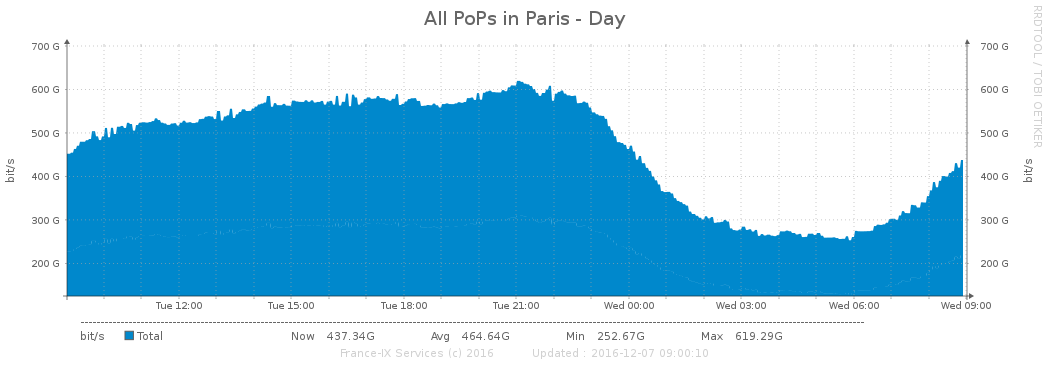 All PoPs in Paris - Day
RRDTOOL / TOBI OETIKER
bit/s
bit/s
700 G 700 G
600 G 600 G
500 G 500 G
400 G 400 G
300 G 300 G
200 G 200 G
Tue 12:00 Tue 15:00 Tue 18:00 Tue 21:00 Wed 00:00 Wed 03:00 Wed 06:00 Wed 09:00
bit/s Total Now 437.34G Avg 464.64G Min 252.67G Max 619.29G
France-IX Services (c) 2016 Updated : 2016-12-07 09:00:10